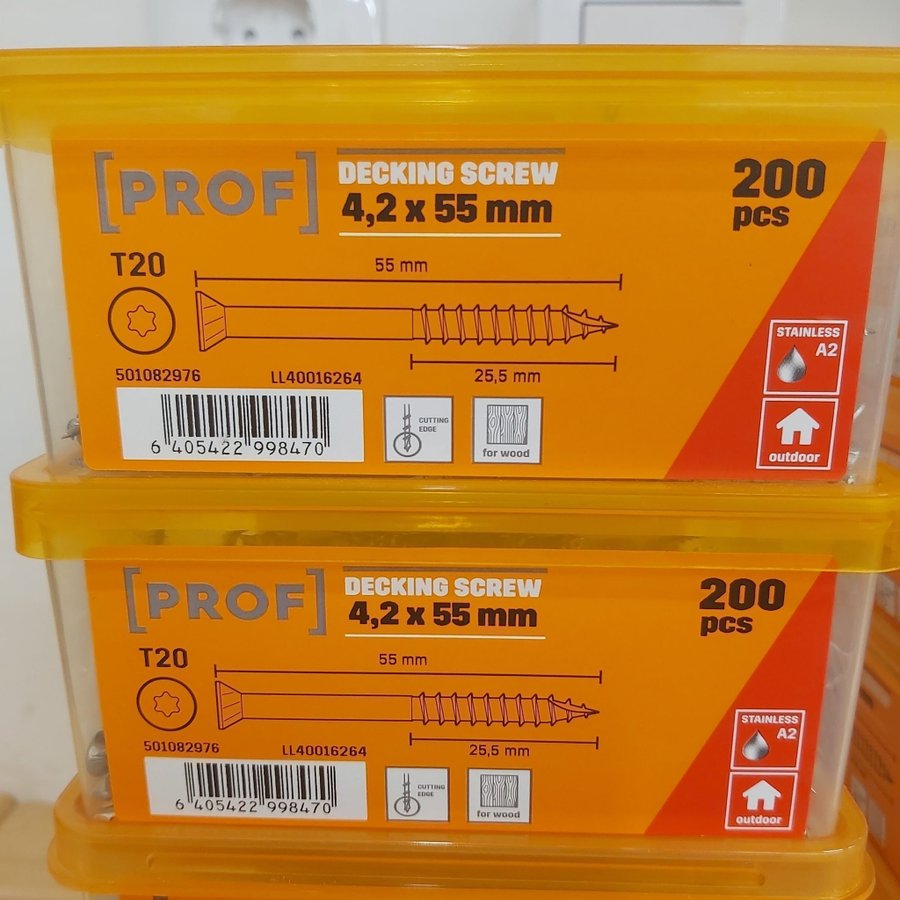 [PROF]
DECKING SCREW
4,2 x 55 mm
200
pcs
T20
55 mm
25,5 mm
501082976 LL40016264
6 405422 998470
CUTTING
EDGE
for wood
STAINLESS
A2
outdoor
[PROF]
DECKING SCREW
4,2 x 55 mm
200
pcs
T20
55 mm
25,5 mm
501082976 LL40016264
6 405422 998470
CUTTING
EDGE
for wood
STAINLESS
A2
outdoor